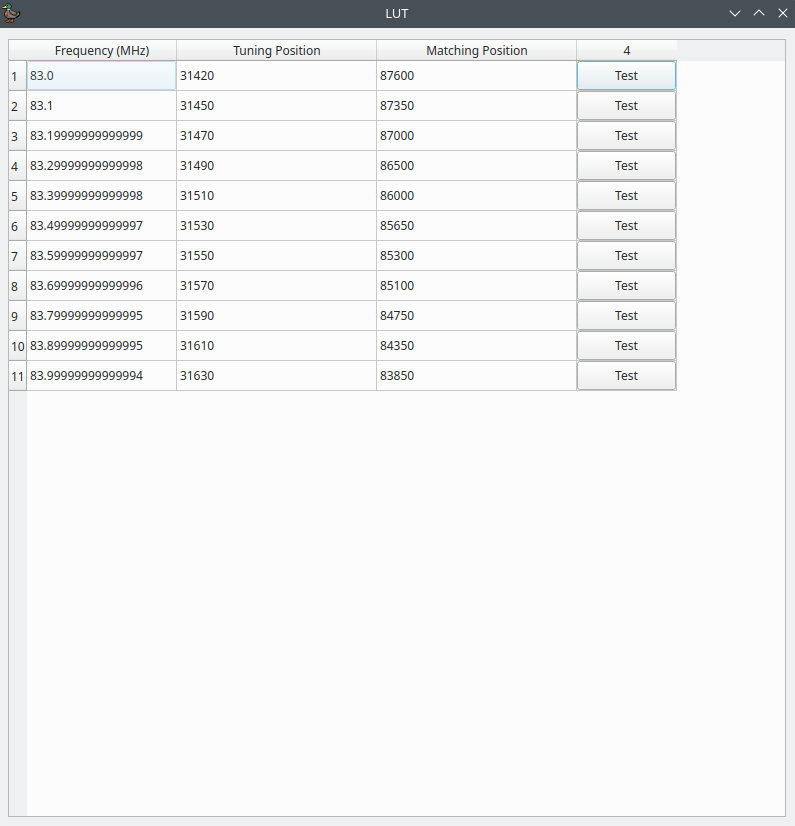 LUT
Frequency (MHz) Tuning Position Matching Position 4
1 83.0 31420 87600 Test
2 83.1 31450 87350 Test
3 83.19999999999999 31470 87000 Test
4 83.29999999999998 31490 86500 Test
5 83.39999999999998 31510 86000 Test
6 83.49999999999997 31530 85650 Test
7 83.59999999999997 31550 85300 Test
8 83.69999999999996 31570 85100 Test
9 83.79999999999995 31590 84750 Test
10 83.89999999999995 31610 84350 Test
11 83.99999999999994 31630 83850 Test